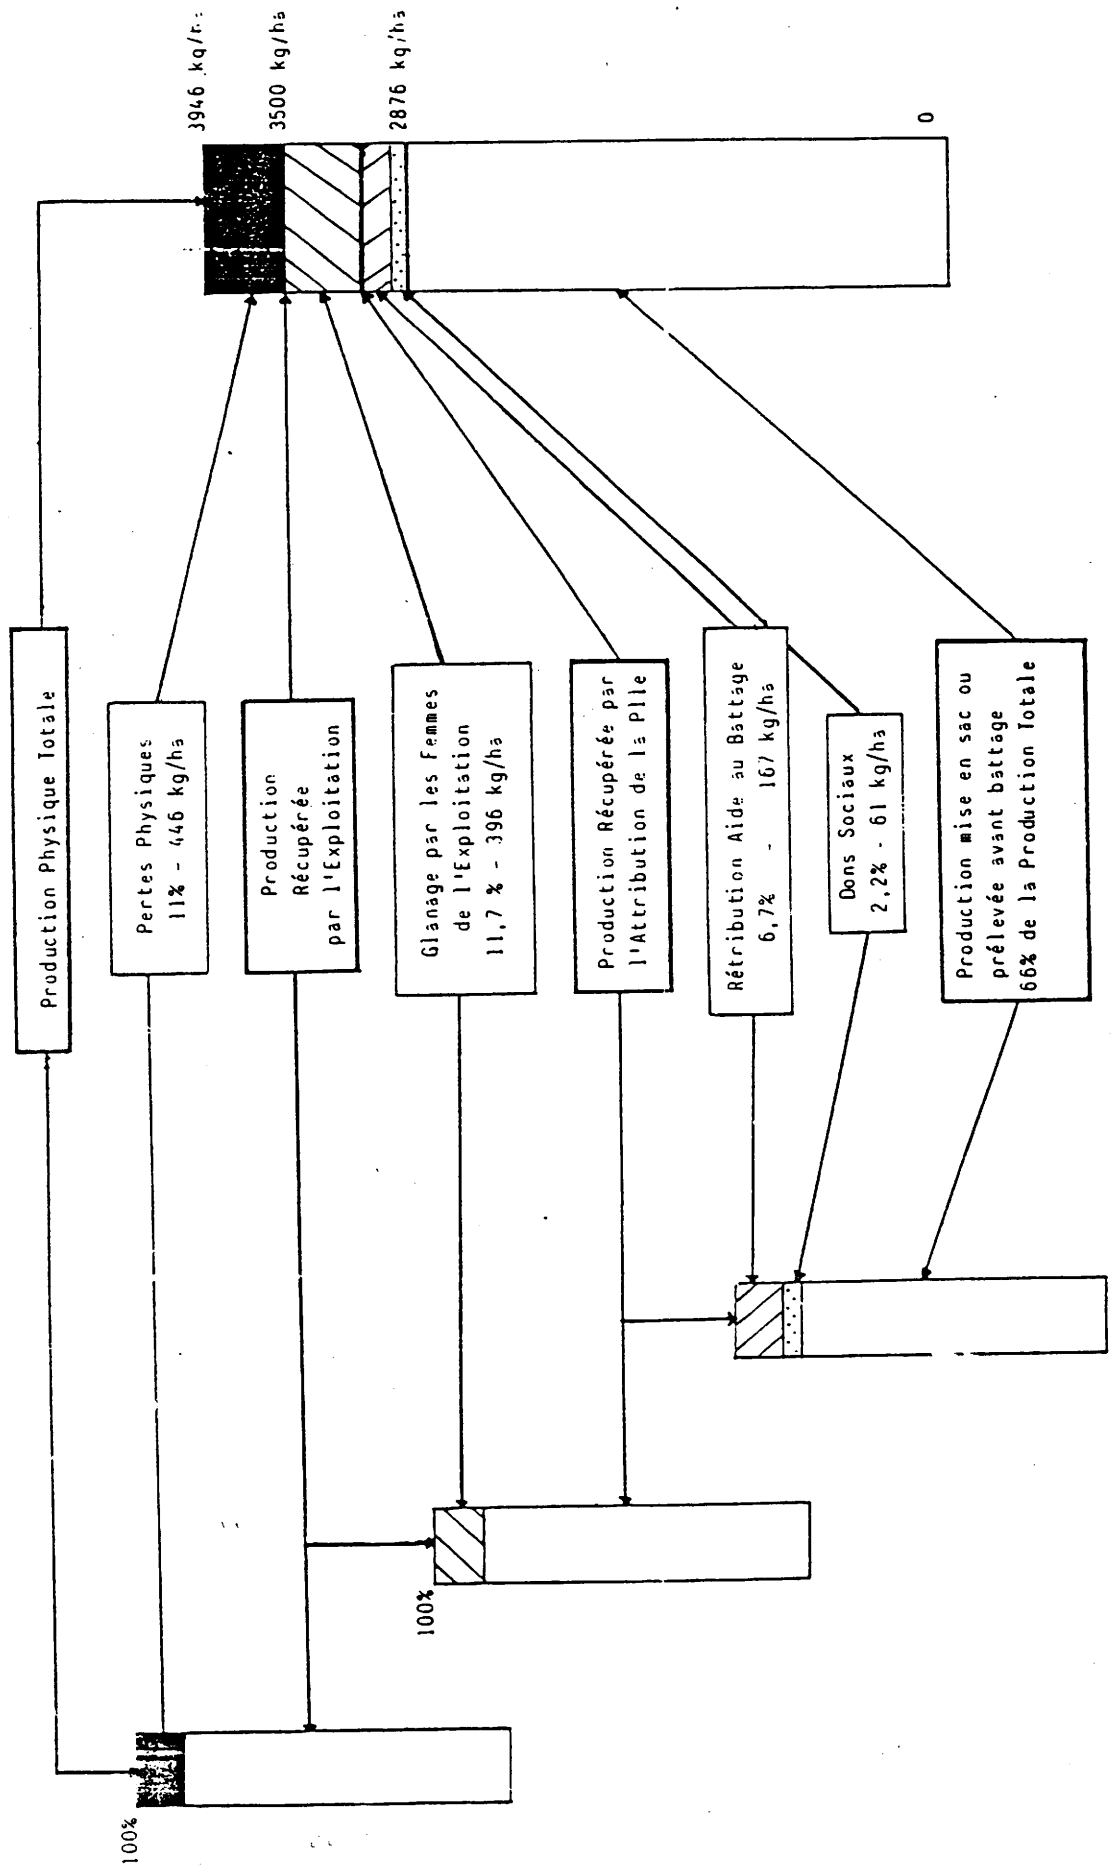 Production Physique Totale
Pertes Physiques
11% - 446 kg/ha
Production
Récupérée
par l'Exploitation
Glanage par les Femmes
de l'Exploitation
11,7 % - 396 kg/ha
Production Récupérée par
l'Attribution de la Pile
Rétribution Aide au Battage
6,7% - 167 kg/ha
Dons Sociaux
2,2% - 61 kg/ha
Production mise en sac ou
prélevée avant battage
66% de la Production Totale
3946 kg/ha
3500 kg/ha
2876 kg/ha
0
100%
100%